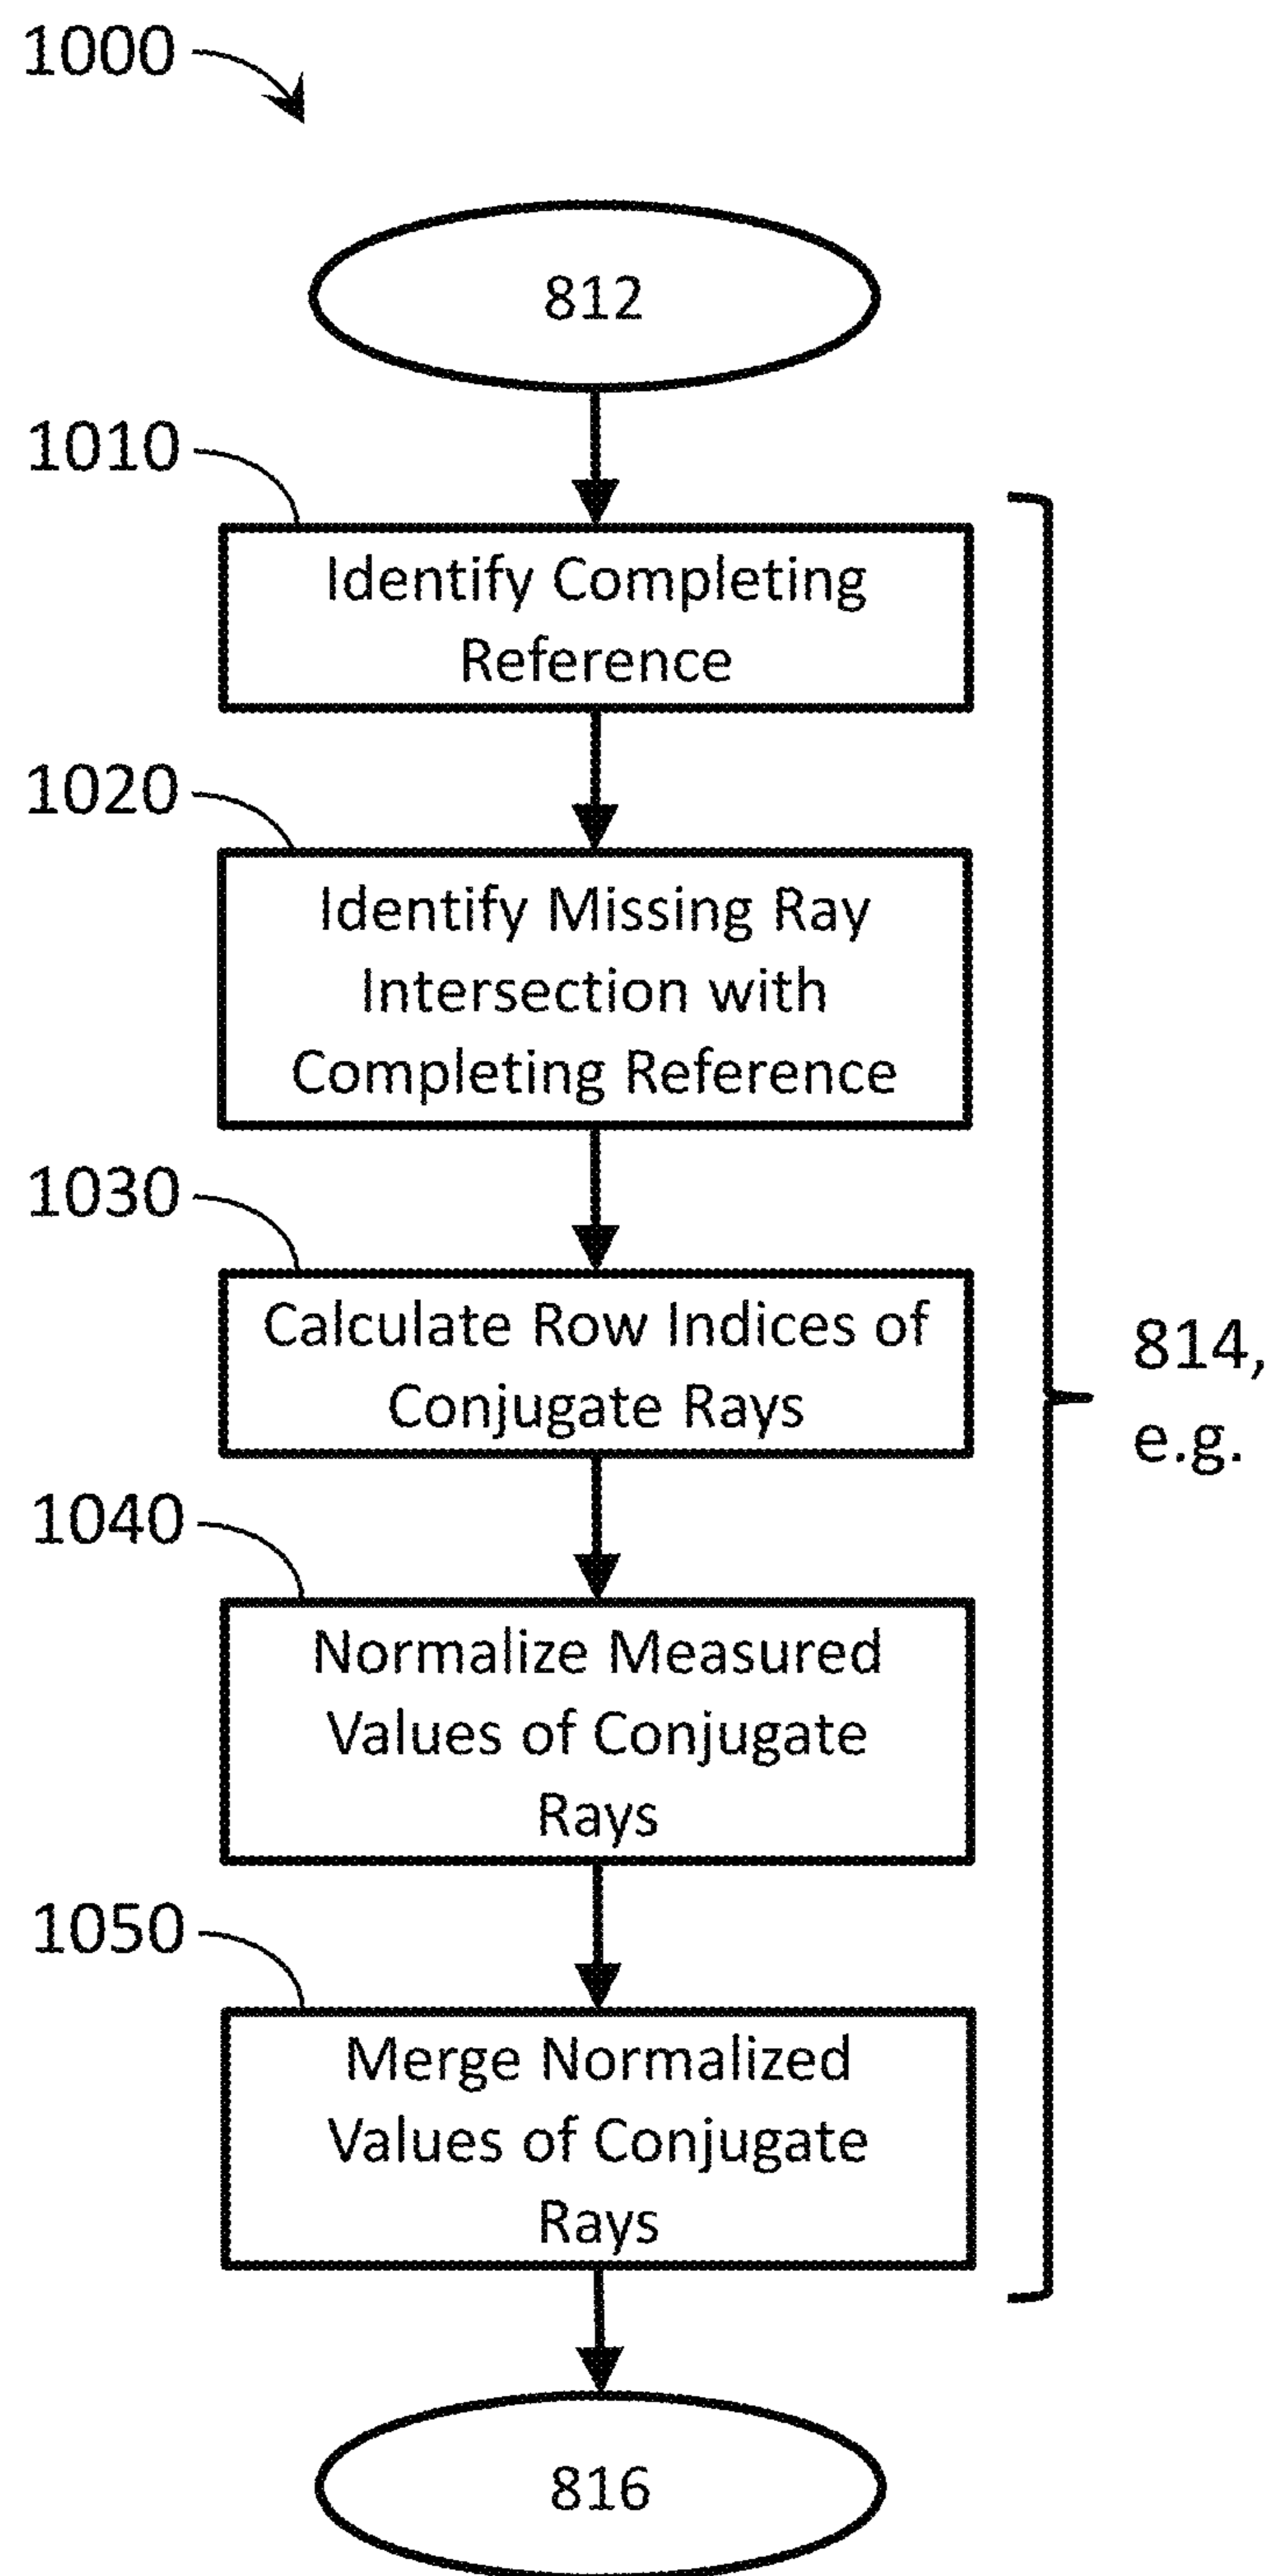 1000
812
1010
Identify Completing
Reference
1020
Identify Missing Ray
Intersection with
Completing Reference
1030
Calculate Row Indices of
Conjugate Rays
814,
e.g.
1040
Normalize Measured
Values of Conjugate
Rays
1050
Merge Normalized
Values of Conjugate
Rays
816